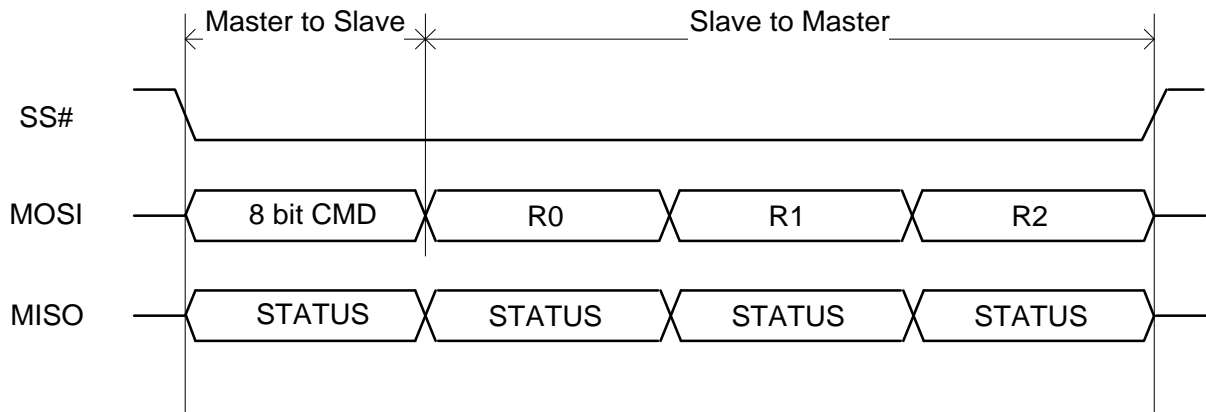 Master to Slave Slave to Master
SS#
MOSI 8 bit CMD R0 R1 R2
MISO STATUS STATUS STATUS STATUS